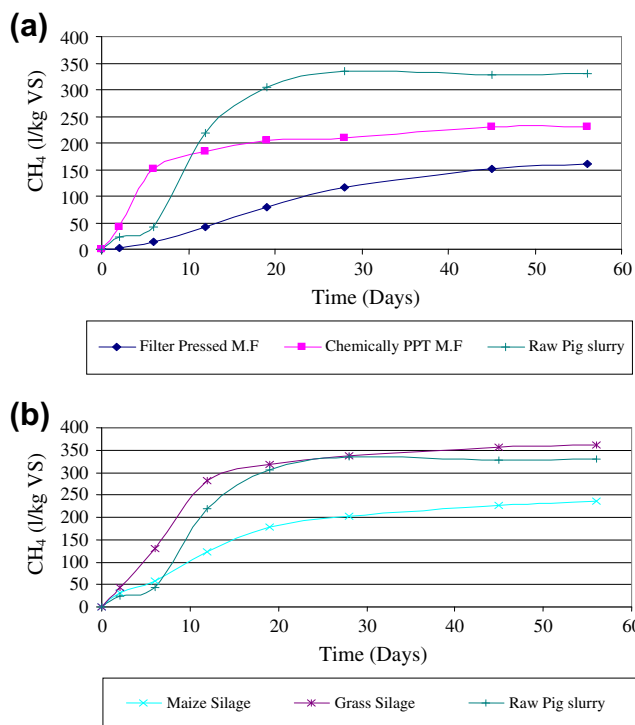 (a)
CH₄ (l/kg VS)
400
350
300
250
200
150
100
50
0
0 10 20 30 40 50 60
Time (Days)
Filter Pressed M.F Chemically PPT M.F Raw Pig slurry
(b)
CH₄ (l/kg VS)
400
350
300
250
200
150
100
50
0
0 10 20 30 40 50 60
Time (Days)
Maize Silage Grass Silage Raw Pig slurry